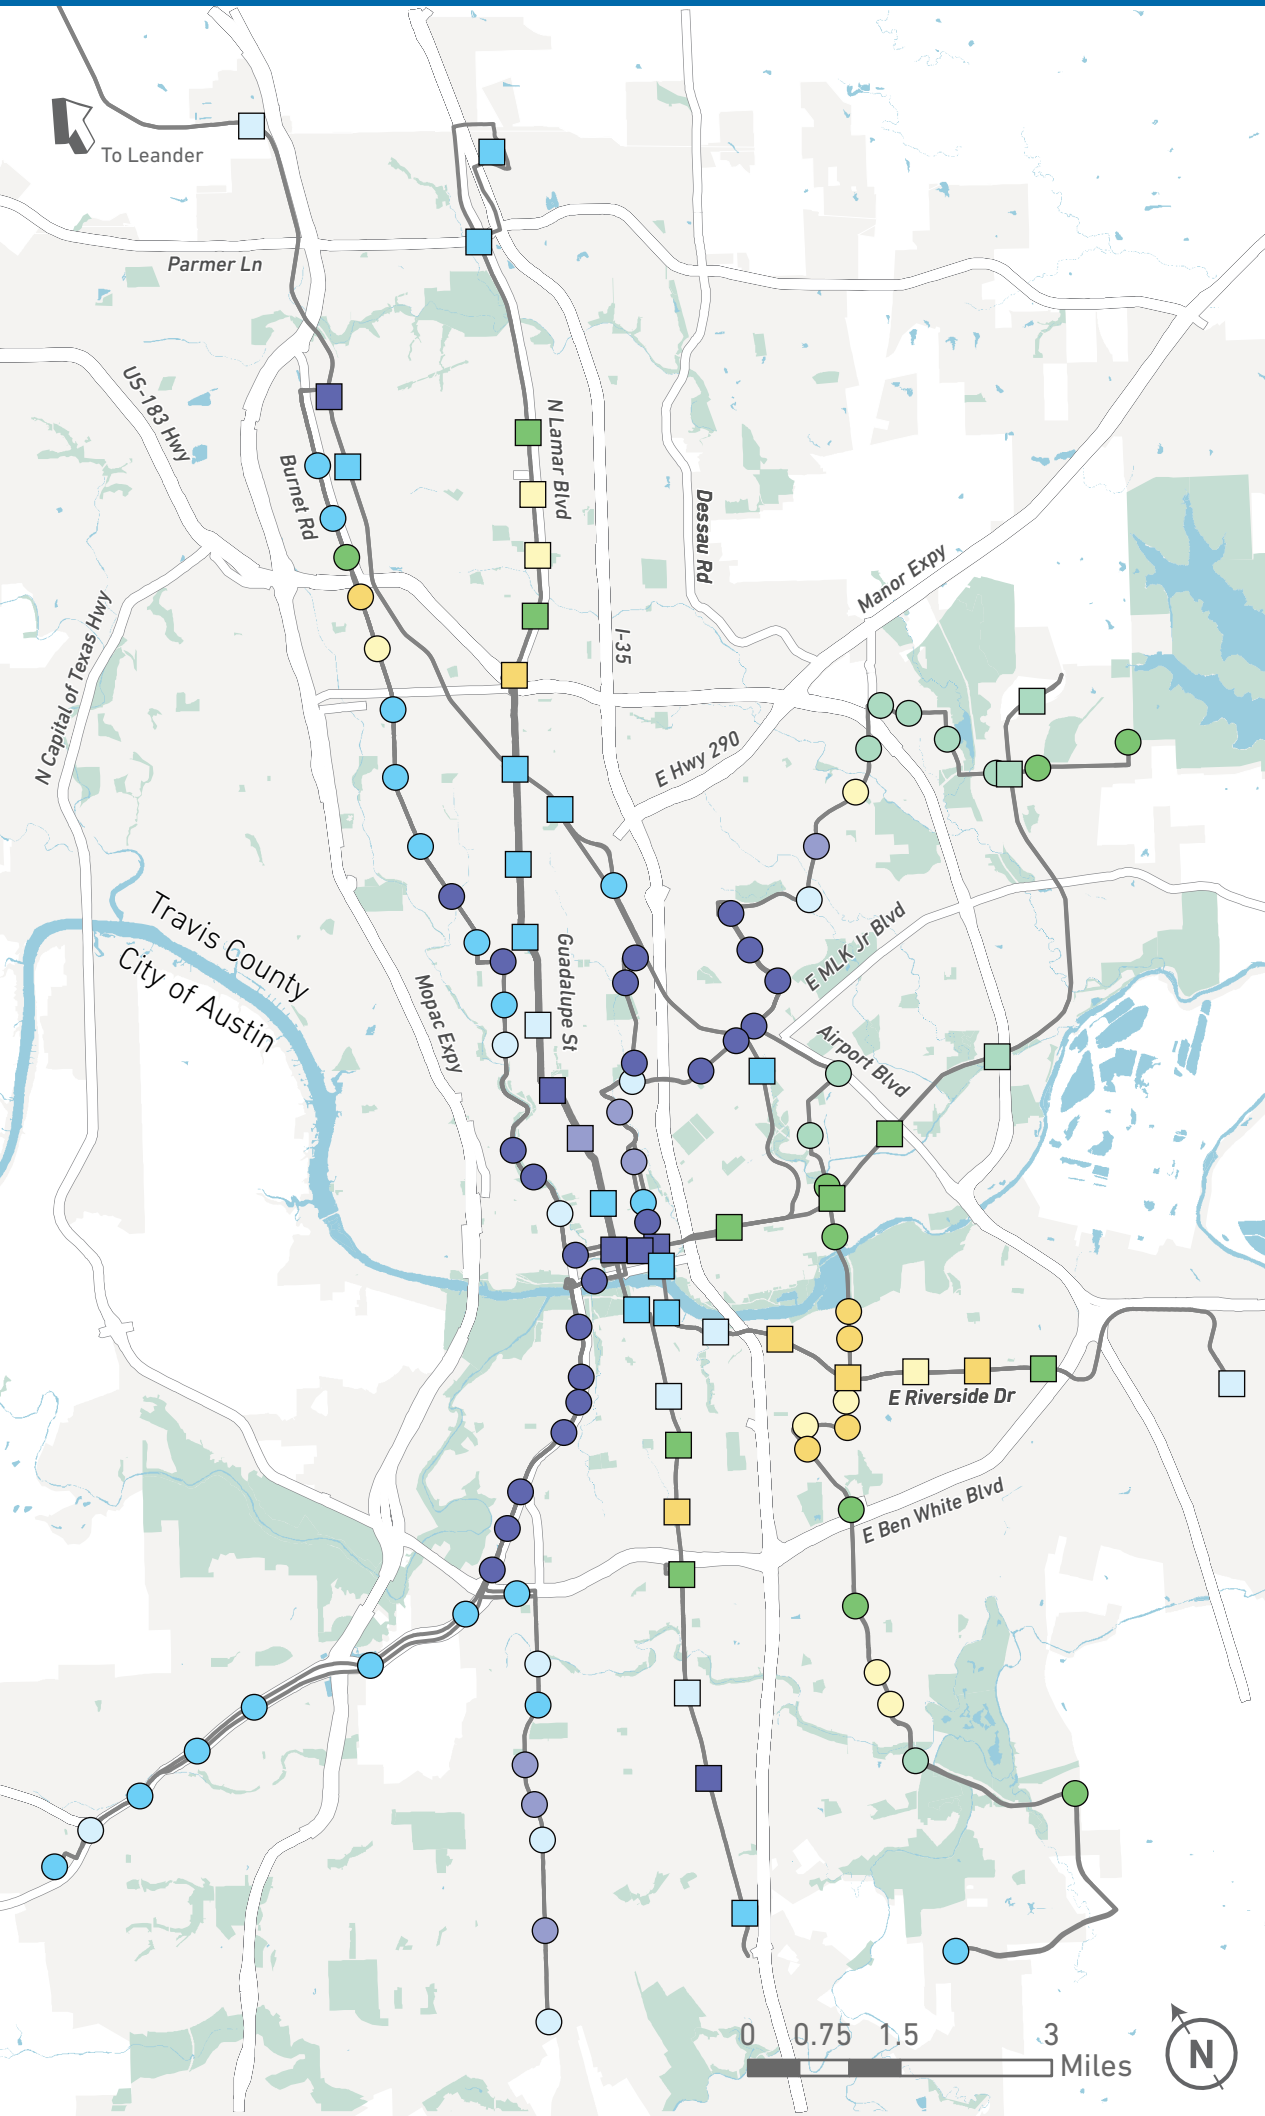 To Leander
Parmer Ln
US-183 Hwy
Burnet Rd
N Lamar Blvd
Dessau Rd
Manor Expy
N Capital of Texas Hwy
I-35
E Hwy 290
Travis County
City of Austin
Mopac Expy
Guadalupe St
E MLK Jr Blvd
Airport Blvd
E Riverside Dr
E Ben White Blvd
0 0.75 1.5 3
Miles
N